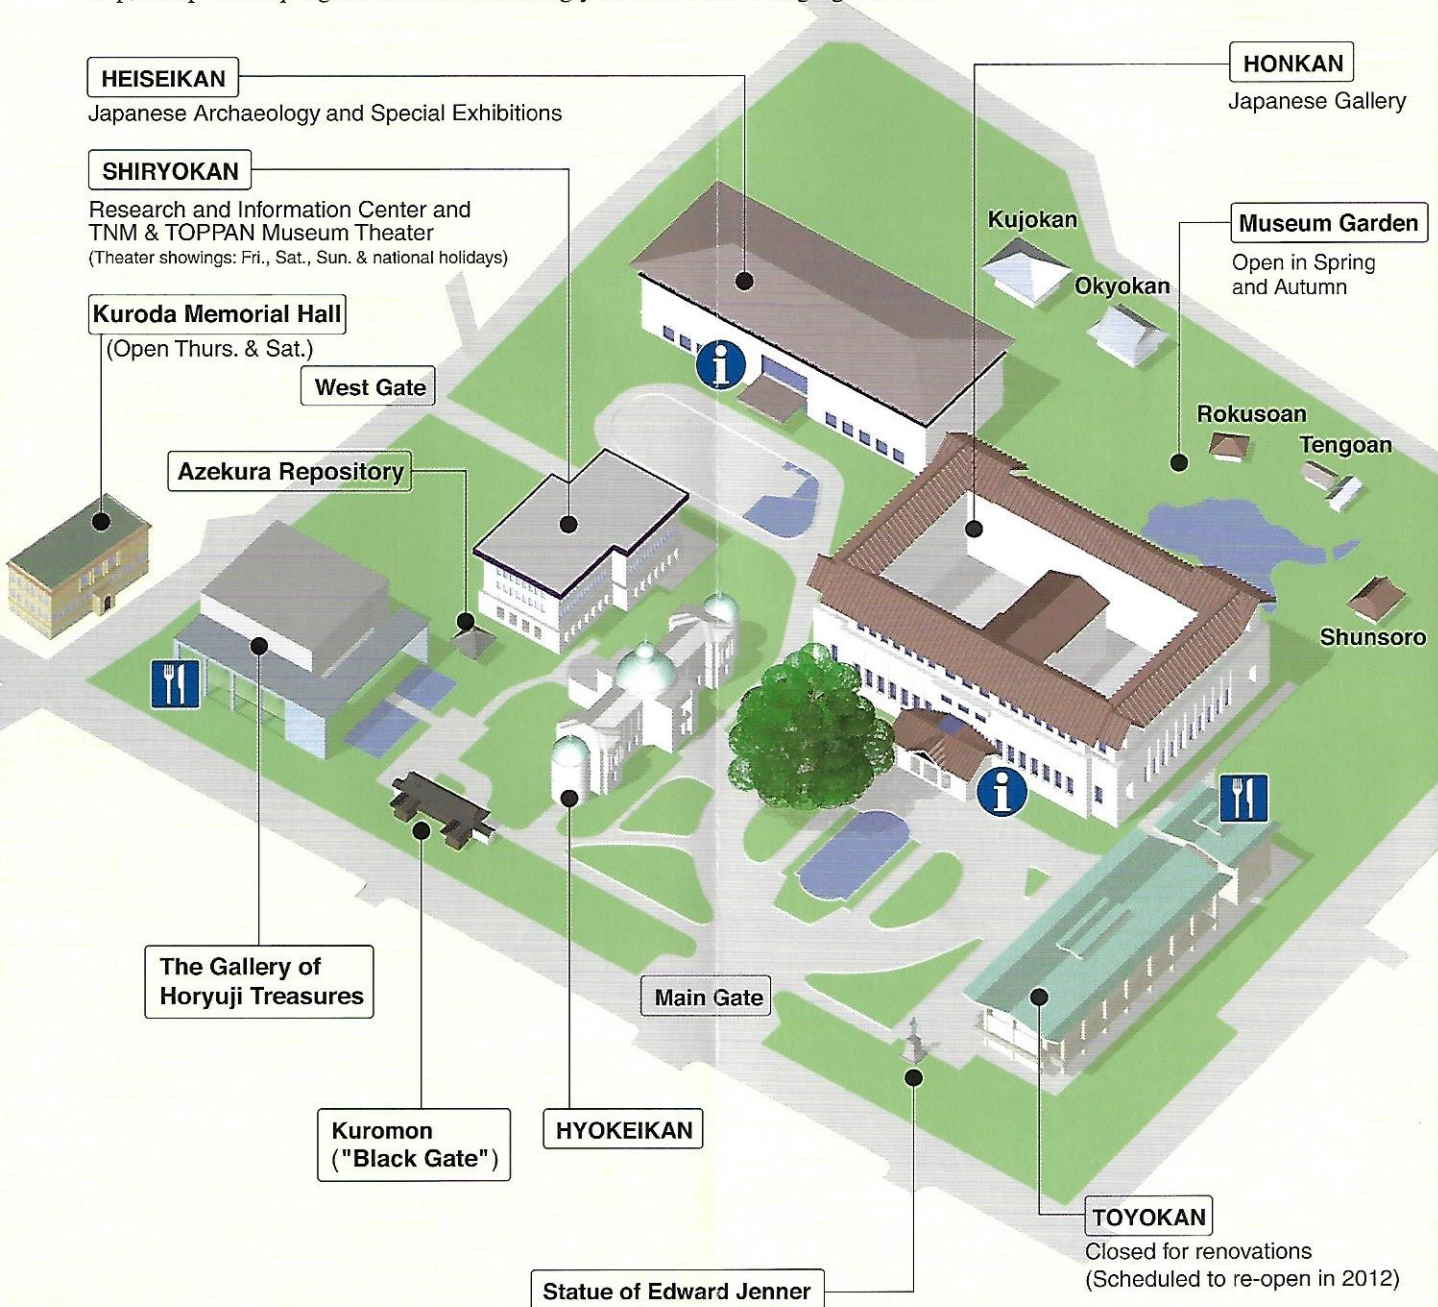 HEISEIKAN
Japanese Archaeology and Special Exhibitions
HONKAN
Japanese Gallery
SHIRYOKAN
Research and Information Center and
TNM & TOPPAN Museum Theater
(Theater showings: Fri., Sat., Sun. & national holidays)
Kujokan
Okyokan
Museum Garden
Open in Spring
and Autumn
Kuroda Memorial Hall
(Open Thurs. & Sat.)
West Gate
Rokusoan
Tengoan
Azekura Repository
Shunsoro
i
i
The Gallery of
Horyuji Treasures
Main Gate
Kuromon
("Black Gate")
HYOKEIKAN
TOYOKAN
Closed for renovations
(Scheduled to re-open in 2012)
Statue of Edward Jenner